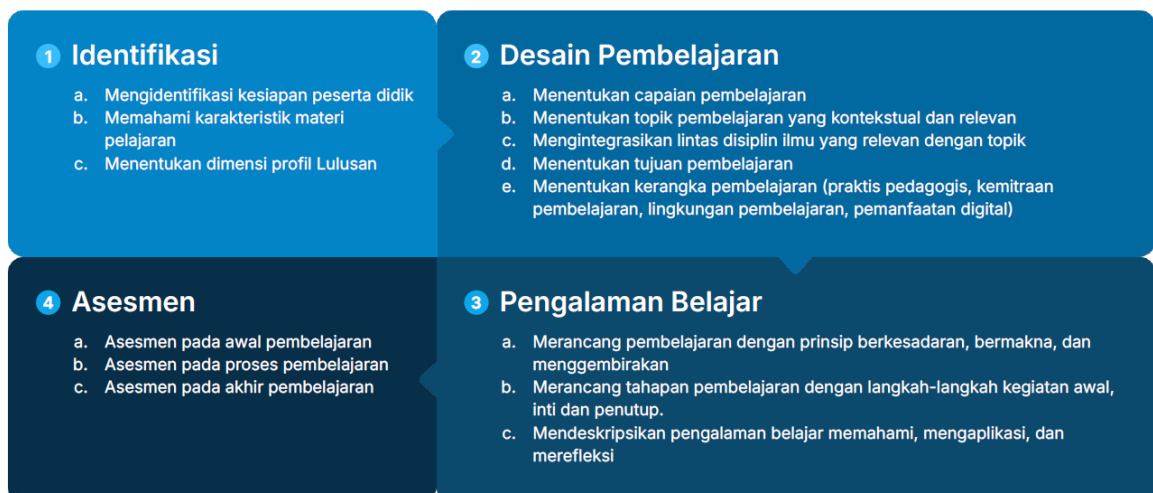 1 Identifikasi
a. Mengidentifikasi kesiapan peserta didik
b. Memahami karakteristik materi
pelajaran
c. Menentukan dimensi profil Lulusan
2 Desain Pembelajaran
a. Menentukan capaian pembelajaran
b. Menentukan topik pembelajaran yang kontekstual dan relevan
c. Mengintegrasikan lintas disiplin ilmu yang relevan dengan topik
d. Menentukan tujuan pembelajaran
e. Menentukan kerangka pembelajaran (praktis pedagogis, kemitraan
pembelajaran, lingkungan pembelajaran, pemanfaatan digital)
3 Pengalaman Belajar
a. Merancang pembelajaran dengan prinsip berkesadaran, bermakna, dan
menggembirakan
b. Merancang tahapan pembelajaran dengan langkah-langkah kegiatan awal,
inti dan penutup.
c. Mendeskripsikan pengalaman belajar memahami, mengaplikasi, dan
merefleksi
4 Asesmen
a. Asesmen pada awal pembelajaran
b. Asesmen pada proses pembelajaran
c. Asesmen pada akhir pembelajaran